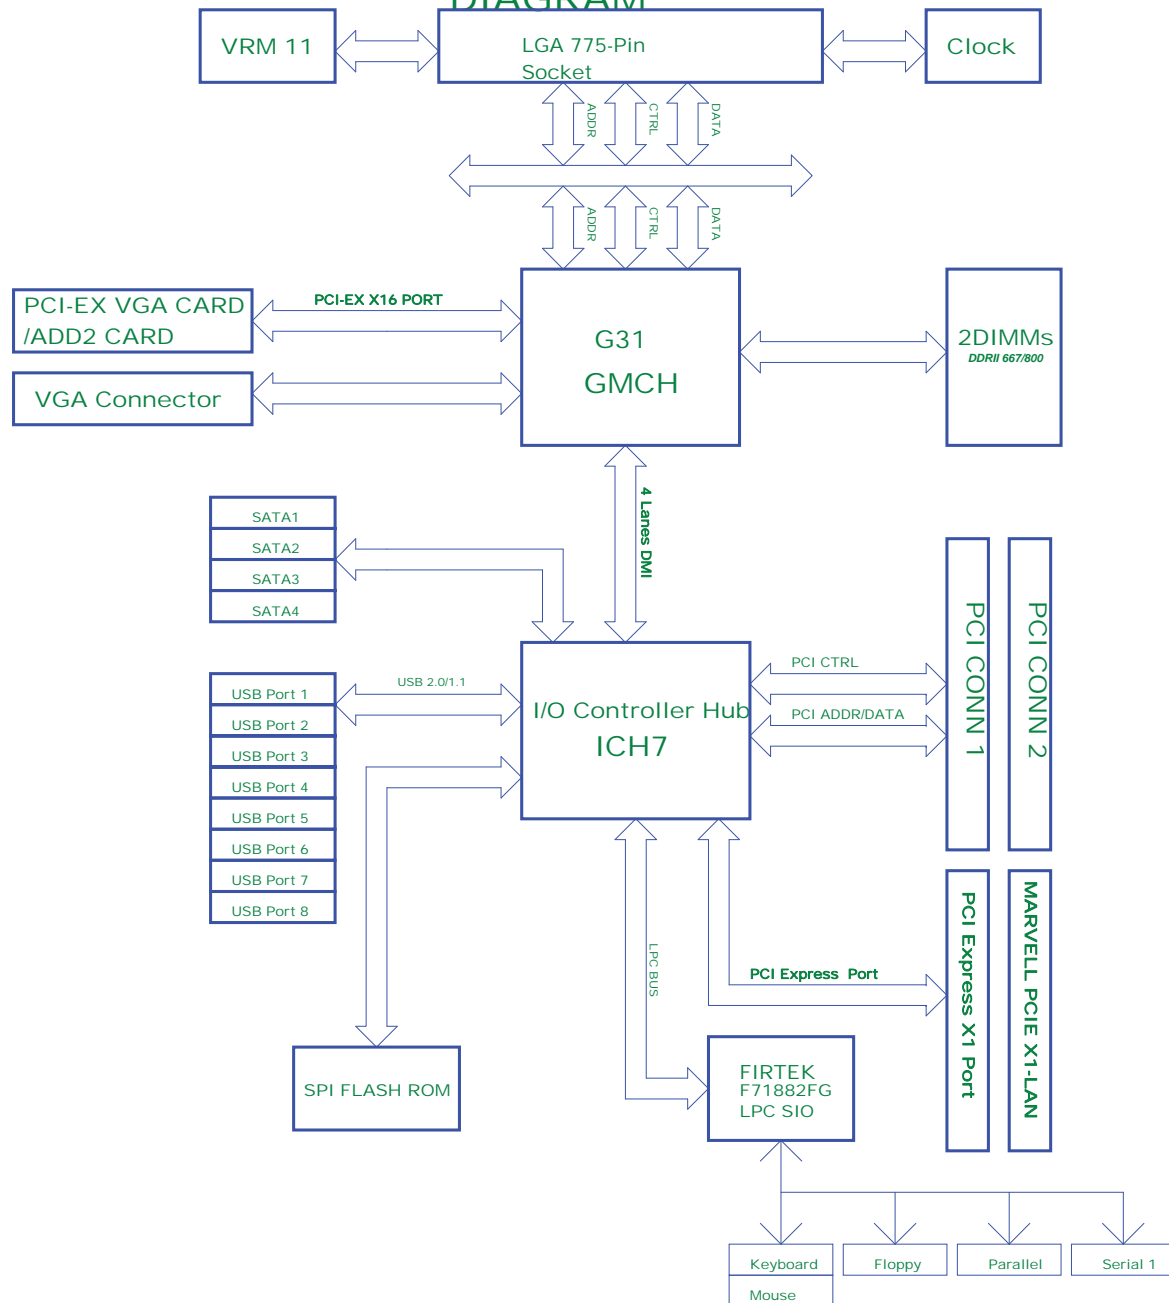 DIAGRAM
VRM 11
LGA 775-Pin
Socket
Clock
ADDR
CTRL
DATA
ADDR
CTRL
DATA
PCI-EX VGA CARD
/ADD2 CARD
PCI-EX X16 PORT
G31
GMCH
2DIMMs
DDRII 667/800
VGA Connector
4 Lanes DMI
SATA1
SATA2
SATA3
SATA4
USB Port 1
USB Port 2
USB Port 3
USB Port 4
USB Port 5
USB Port 6
USB Port 7
USB Port 8
USB 2.0/1.1
I/O Controller Hub
ICH7
PCI CTRL
PCI ADDR/DATA
PCI CONN 1
PCI CONN 2
LPC BUS
PCI Express Port
PCI Express X1 Port
MARVELL PCIE X1-LAN
SPI FLASH ROM
FIRTEK
F71882FG
LPC SIO
Keyboard
Mouse
Floppy
Parallel
Serial 1